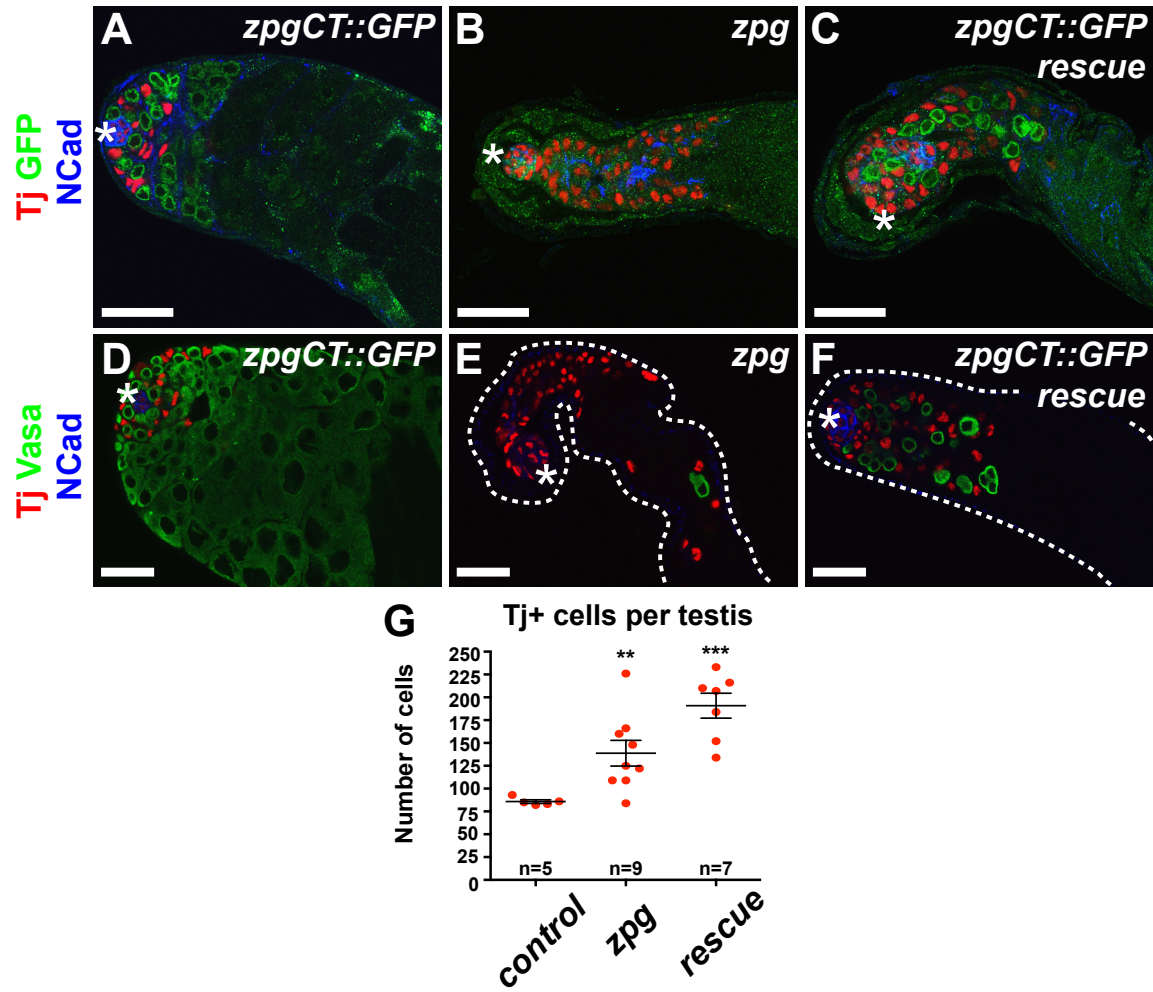 Tj GFP
NCad
A
zpgCT::GFP
*
B
zpg
*
C
zpgCT::GFP
rescue
*
Tj Vasa
NCad
D
zpgCT::GFP
*
E
zpg
*
F
zpgCT::GFP
rescue
*
G
Tj+ cells per testis
Number of cells
250
225
200
175
150
125
100
75
50
25
0
**
***
n=5
n=9
n=7
control
zpg
rescue